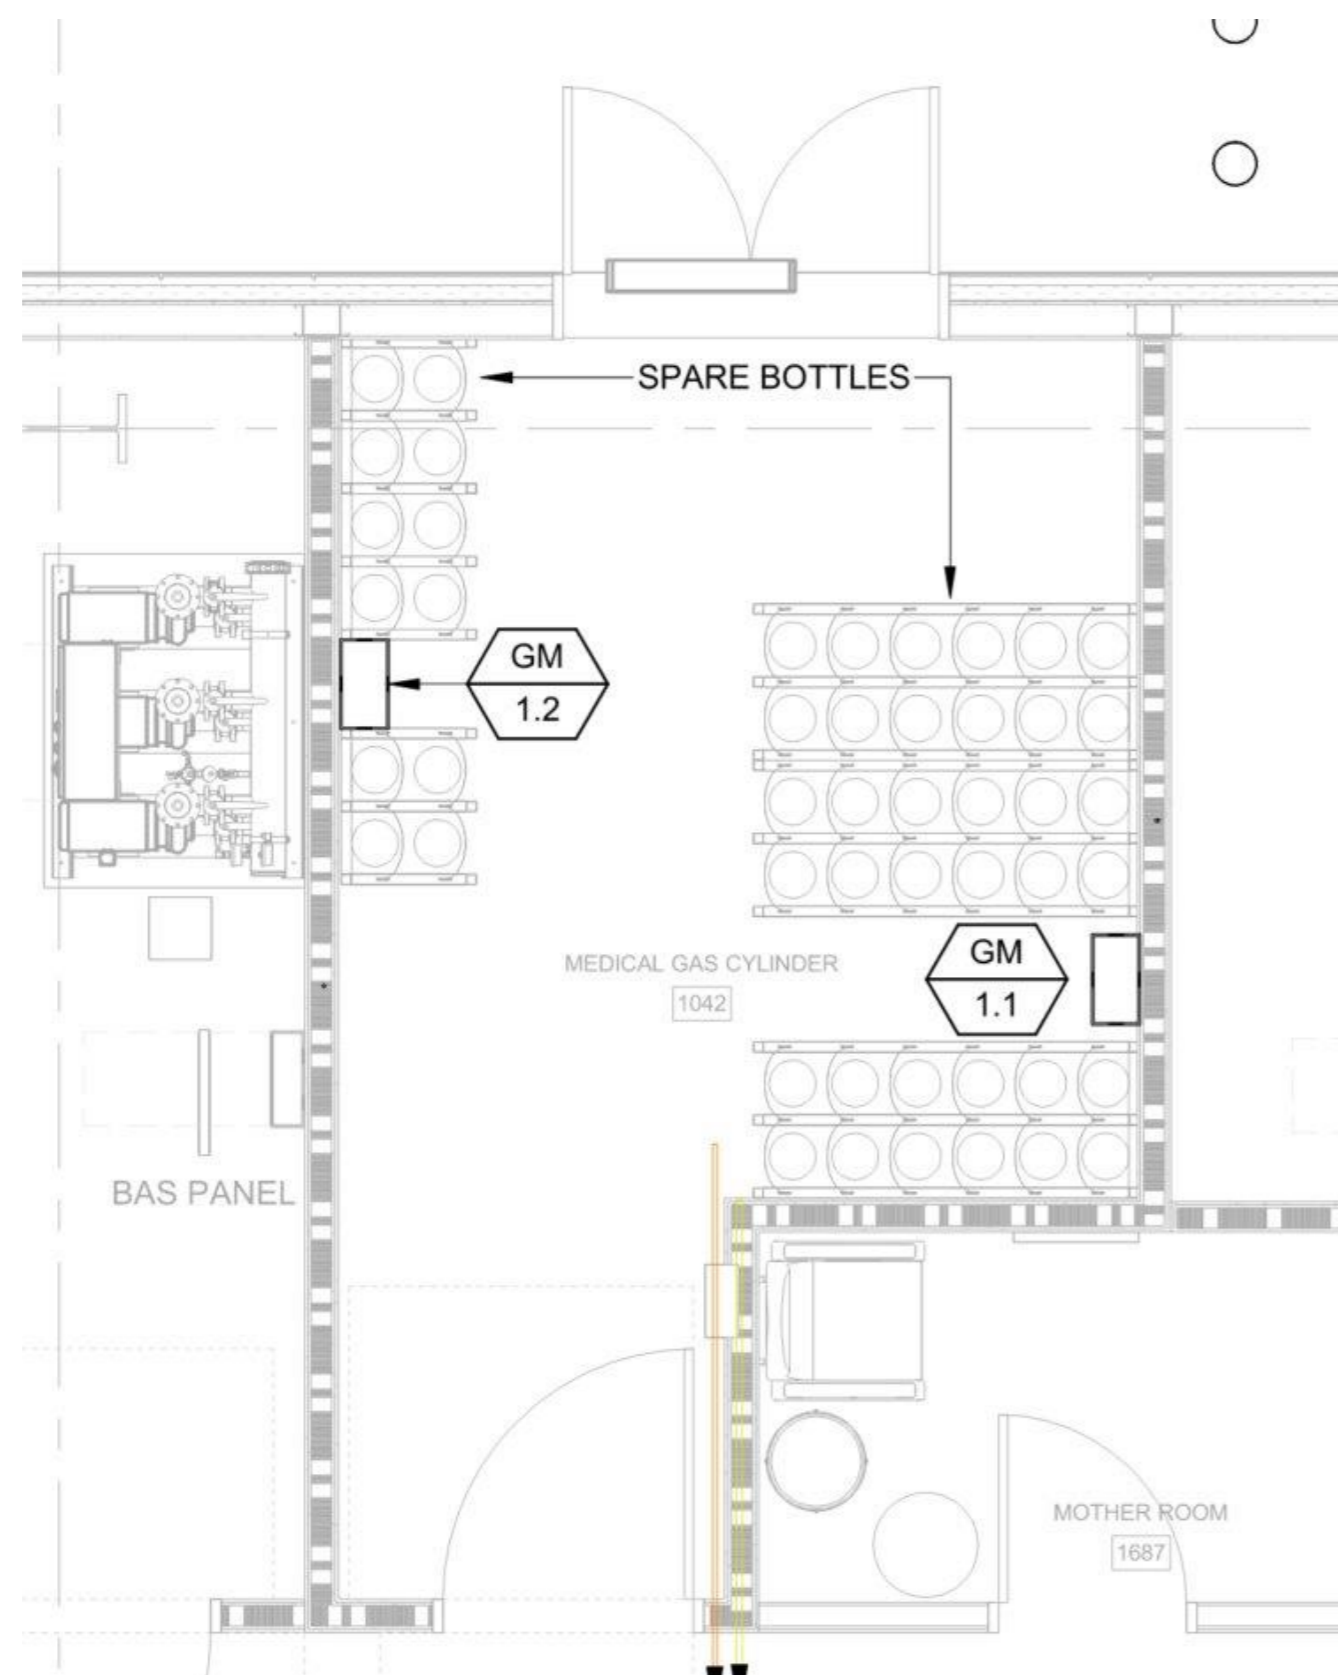 SPARE BOTTLES
GM
1.2
MEDICAL GAS CYLINDER
1042
GM
1.1
BAS PANEL
MOTHER ROOM
1687